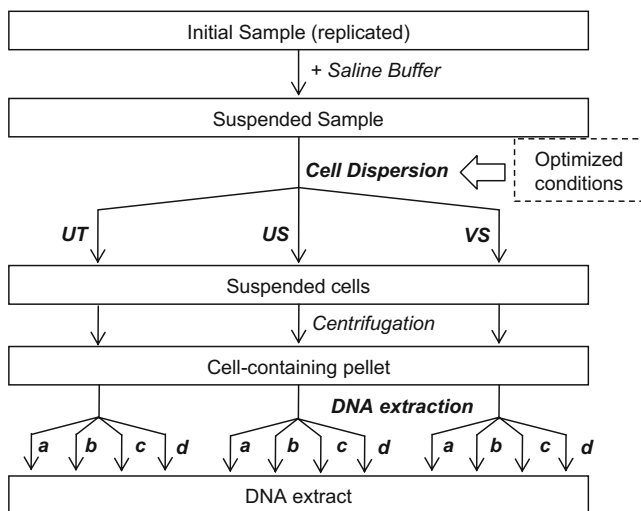 Initial Sample (replicated)
+ Saline Buffer
Suspended Sample
Cell Dispersion
Optimized
conditions
UT US VS
Suspended cells
Centrifugation
Cell-containing pellet
DNA extraction
a b c d a b c d a b c d
DNA extract